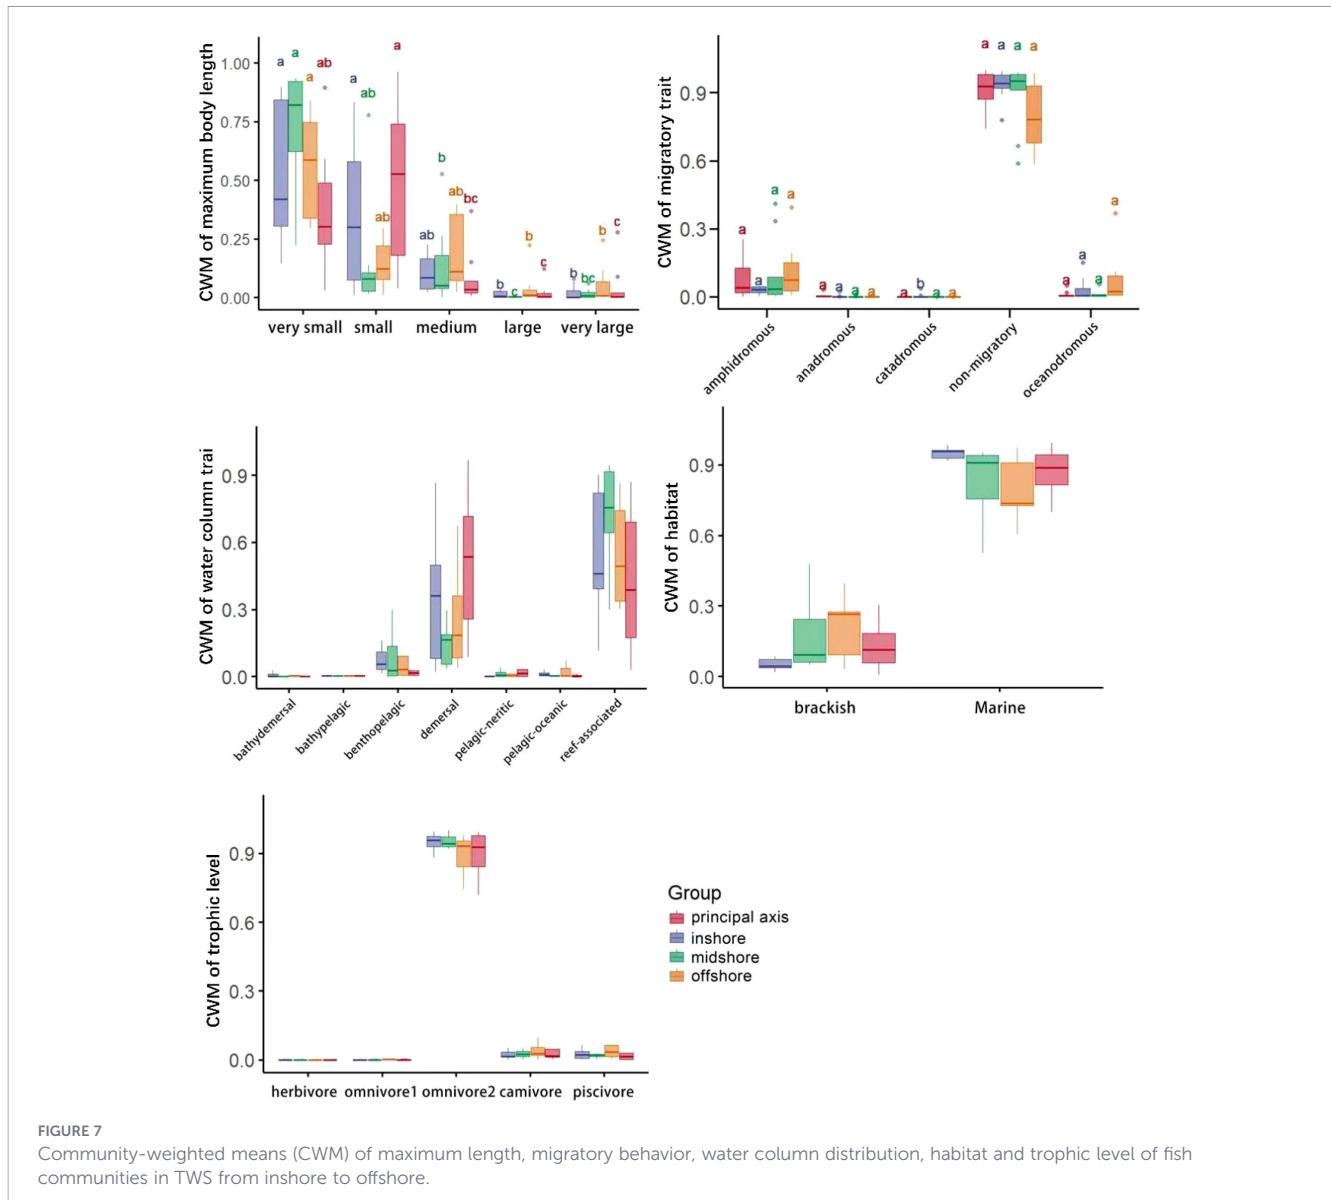 CWM of maximum body length
1.00
0.75
0.50
0.25
0.00
a
a
a
ab
a
ab
ab
a
ab
b
ab
bc
b
c
b
c
b
bc
b
c
very small
small
medium
large
very large
CWM of migratory trait
0.9
0.6
0.3
0.0
a
a
a
a
a
a
a
a
a
b
a
a
a
a
a
a
a
a
a
a
amphidromous
anadromous
catadromous
non-migratory
oceanodromous
CWM of water column trai
0.9
0.6
0.3
0.0
bathydemersal
bathypelagic
benthopelagic
demersal
pelagic-neritic
pelagic-oceanic
reef-associated
CWM of habitat
0.9
0.6
0.3
0.0
brackish
Marine
CWM of trophic level
0.9
0.6
0.3
0.0
herbivore
omnivore1
omnivore2
camivore
piscivore
Group
principal axis
inshore
midshore
offshore
FIGURE 7
Community-weighted means (CWM) of maximum length, migratory behavior, water column distribution, habitat and trophic level of fish
communities in TWS from inshore to offshore.